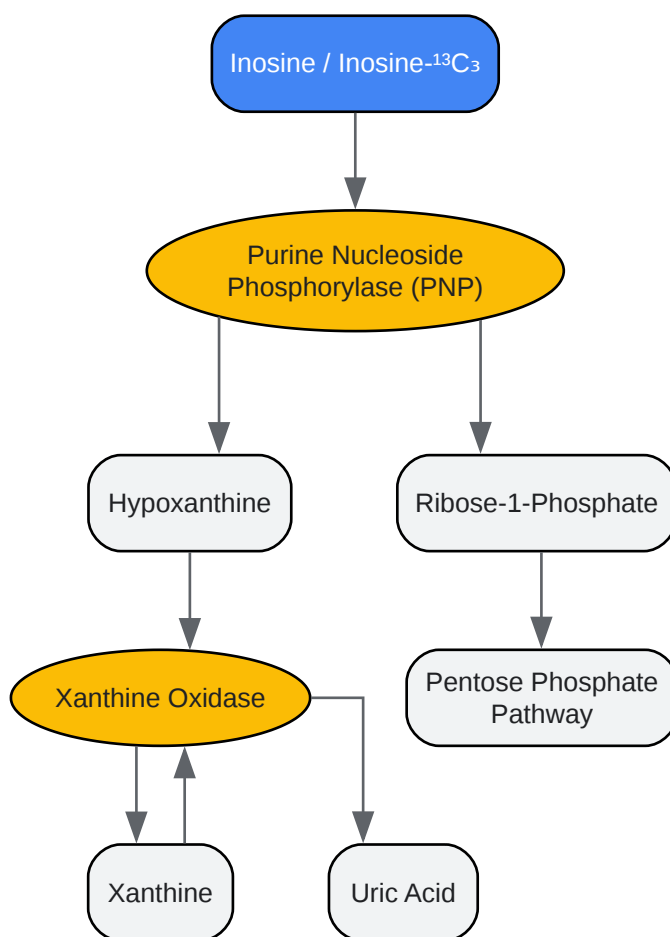 Inosine / Inosine-¹³C₃
Purine Nucleoside
Phosphorylase (PNP)
Hypoxanthine
Ribose-1-Phosphate
Xanthine Oxidase
Pentose Phosphate
Pathway
Xanthine
Uric Acid